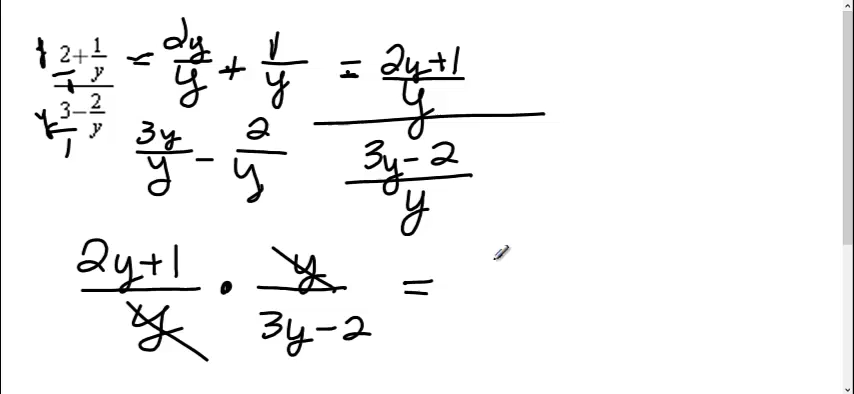 (2 + 1/y) / (3 - 2/y) = 2y/y + 1/y = ((2y+1)/y) / ((3y-2)/y)
3y/y - 2/y
(2y+1)/y · y/(3y-2) =